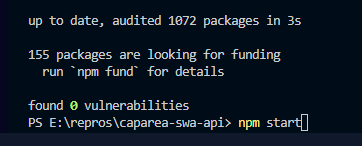 up to date, audited 1072 packages in 3s
155 packages are looking for funding
run `npm fund` for details
found 0 vulnerabilities
PS E:\repros\caparea-swa-api> npm start